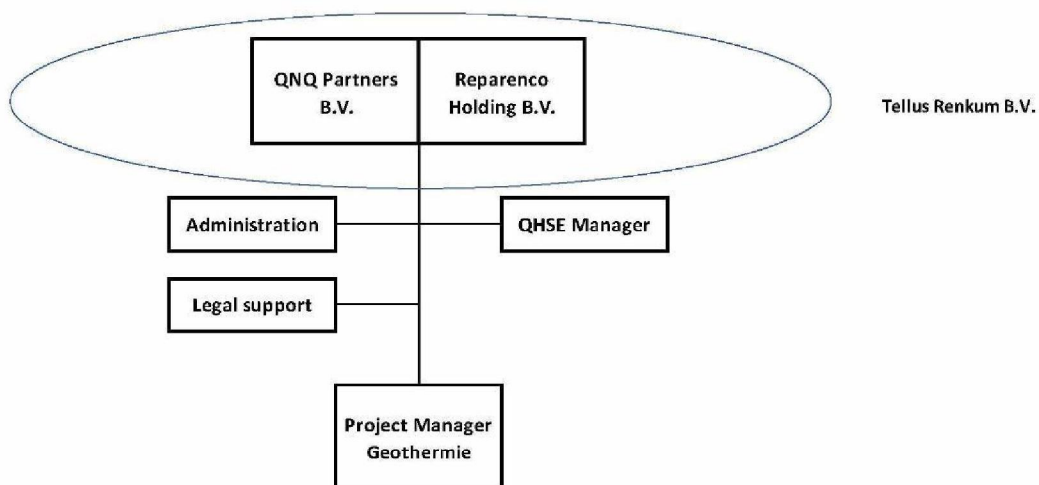 QNQ Partners
B.V.
Reparenco
Holding B.V.
Tellus Renkum B.V.
Administration
QHSE Manager
Legal support
Project Manager
Geothermie